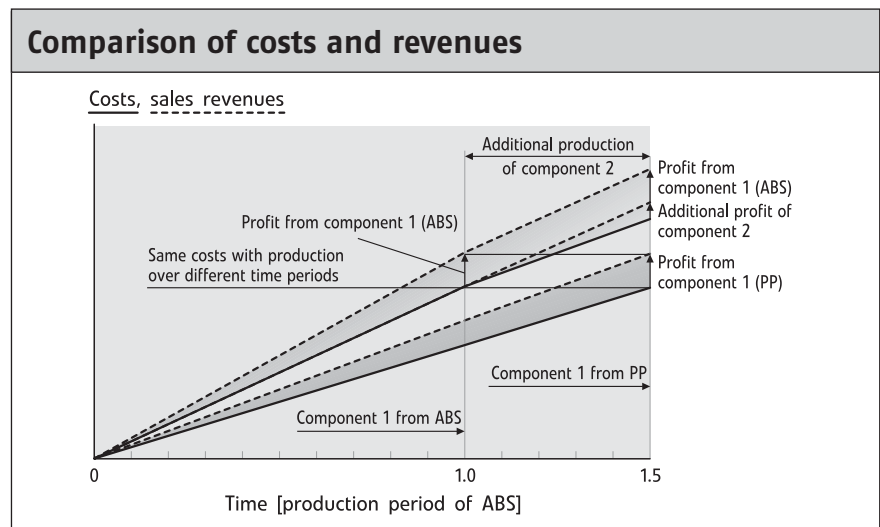 Comparison of costs and revenues
Costs, sales revenues
Additional production
of component 2
Profit from
component 1 (ABS)
Additional profit of
component 2
Profit from component 1 (ABS)
Same costs with production
over different time periods
Profit from
component 1 (PP)
Component 1 from PP
Component 1 from ABS
0
1.0
1.5
Time [production period of ABS]